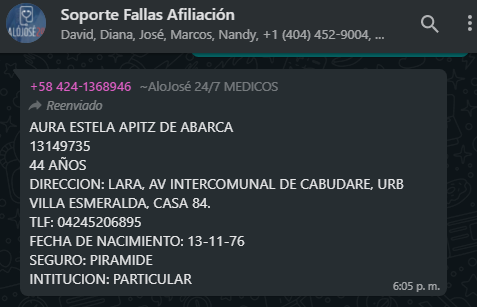 ALÓJOSÉ
Soporte Fallas Afiliación
David, Diana, José, Marcos, Nandy, +1 (404) 452-9004, ...
+58 424-1368946 ~AloJosé 24/7 MEDICOS
Reenviado
AURA ESTELA APITZ DE ABARCA
13149735
44 AÑOS
DIRECCION: LARA, AV INTERCOMUNAL DE CABUDARE, URB
VILLA ESMERALDA, CASA 84.
TLF: 04245206895
FECHA DE NACIMIENTO: 13-11-76
SEGURO: PIRAMIDE
INTITUCION: PARTICULAR
6:05 p. m.